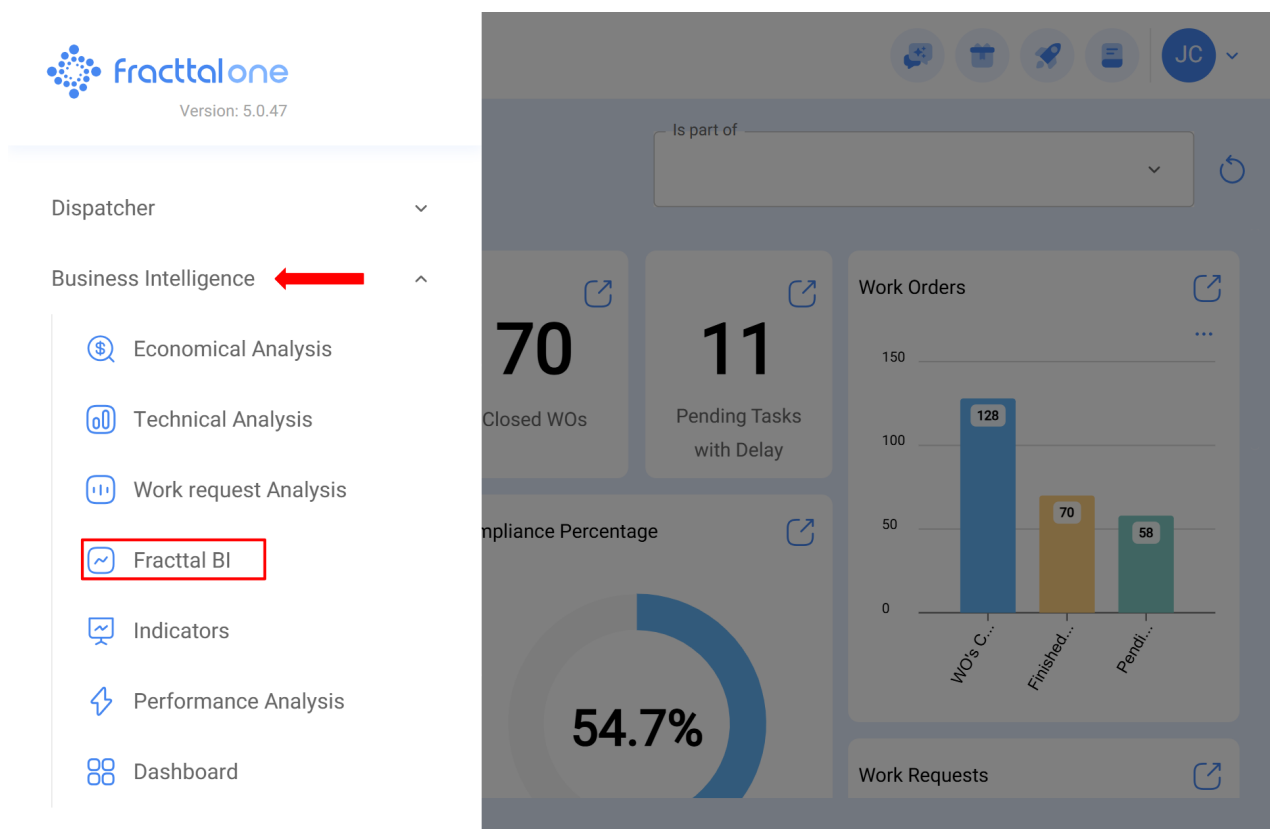 fracttal one
Version: 5.0.47
JC
Is part of
Dispatcher
Business Intelligence
Economical Analysis
Technical Analysis
Work request Analysis
Fracttal BI
Indicators
Performance Analysis
Dashboard
70
Closed WOs
11
Pending Tasks
with Delay
mpliance Percentage
54.7%
Work Orders
...
150
100
50
0
128
70
58
WO's C...
Finished...
Pendi...
Work Requests